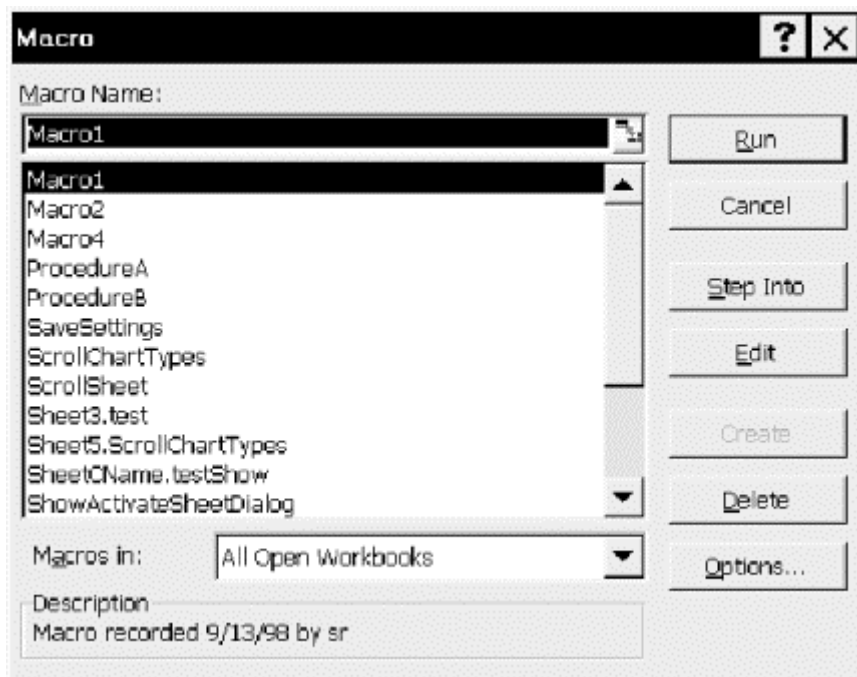 Macro
Macro Name:
Macro1
Run
Macro1
Macro2
Macro4
ProcedureA
ProcedureB
SaveSettings
ScrollChartTypes
ScrollSheet
Sheet3.test
Sheet5.ScrollChartTypes
SheetCName.testShow
ShowActivateSheetDialog
Cancel
Step Into
Edit
Create
Delete
Macros in:
All Open Workbooks
Options...
Description
Macro recorded 9/13/98 by sr